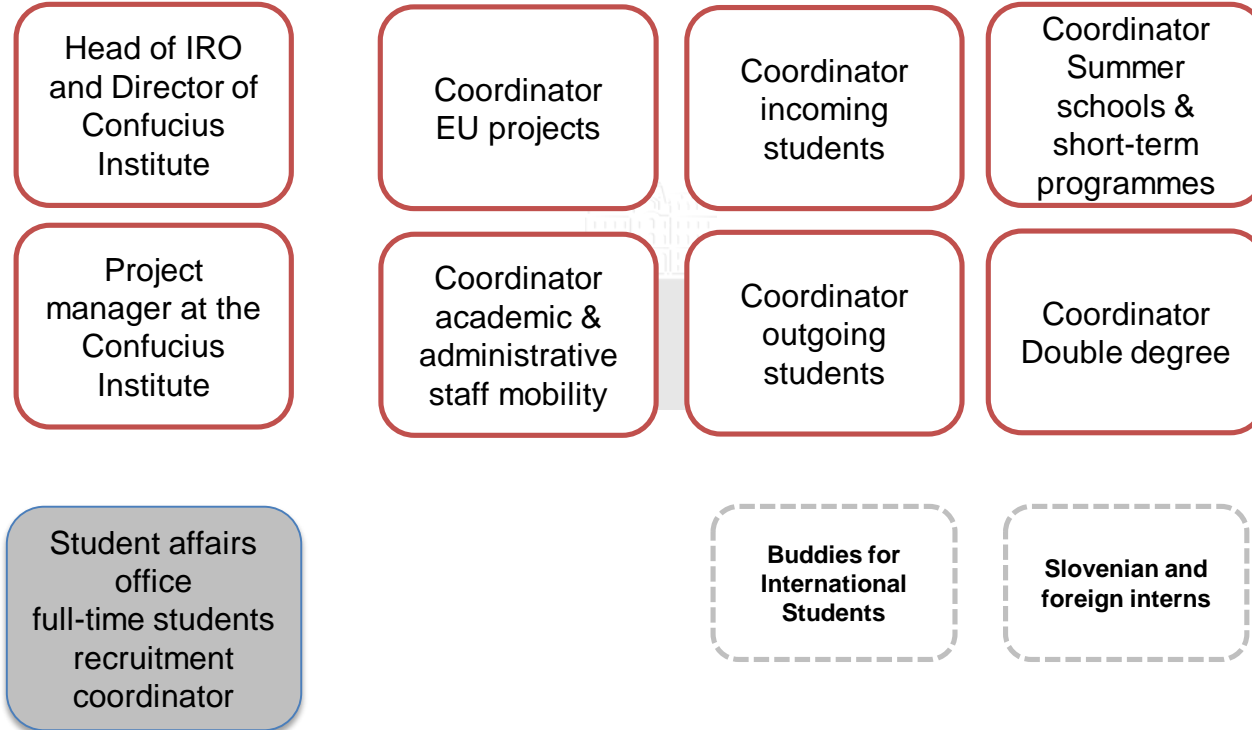 Head of IRO
and Director of
Confucius
Institute
Coordinator
EU projects
Coordinator
incoming
students
Coordinator
Summer
schools &
short-term
programmes
Project
manager at the
Confucius
Institute
Coordinator
academic &
administrative
staff mobility
Coordinator
outgoing
students
Coordinator
Double degree
Student affairs
office
full-time students
recruitment
coordinator
Buddies for
International
Students
Slovenian and
foreign interns